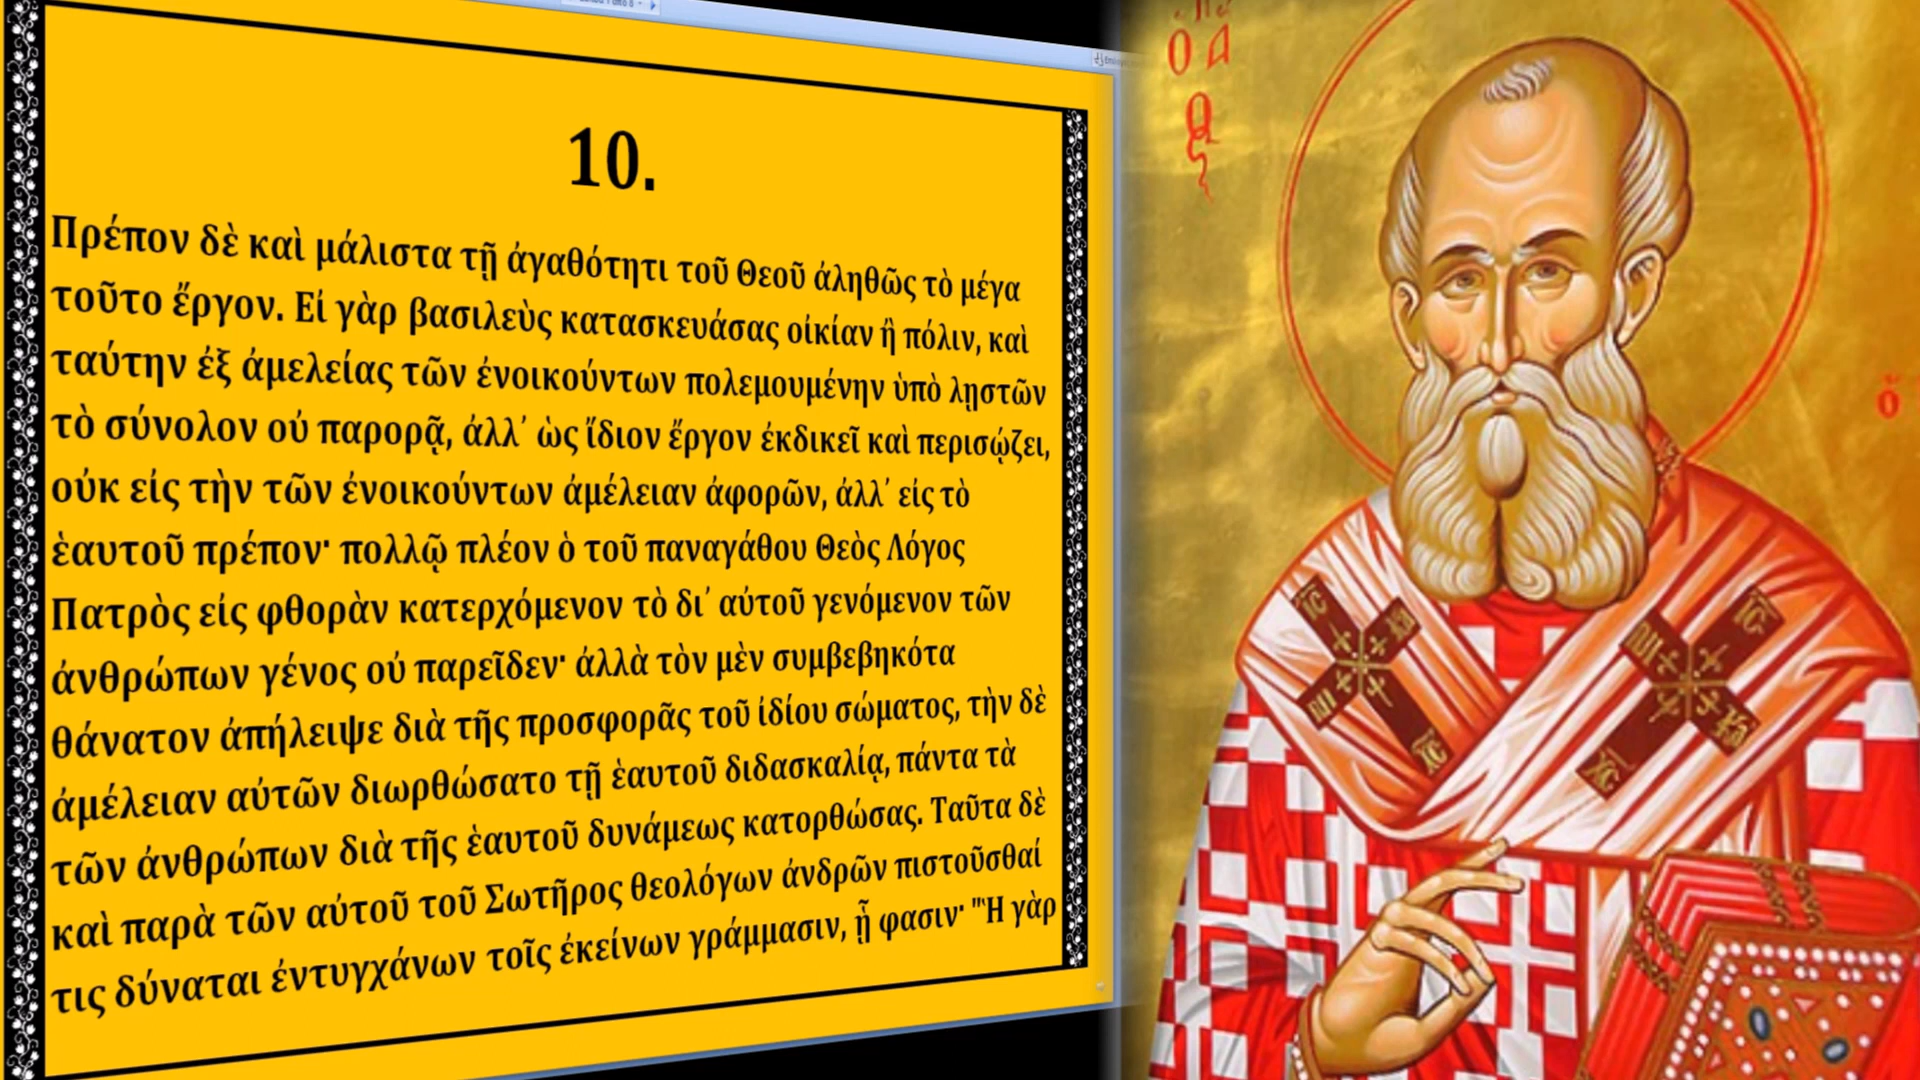 10.
Πρέπον δὲ καὶ μάλιστα τῇ ἀγαθότητι τοῦ Θεοῦ ἀληθῶς τὸ μέγα
τοῦτο ἔργον. Εἰ γὰρ βασιλεὺς κατασκευάσας οἰκίαν ἢ πόλιν, καὶ
ταύτην ἐξ ἀμελείας τῶν ἐνοικούντων πολεμουμένην ὑπὸ λῃστῶν
τὸ σύνολον οὐ παρορᾷ, ἀλλ᾽ ὡς ἴδιον ἔργον ἐκδικεῖ καὶ περισῴζει,
οὐκ εἰς τὴν τῶν ἐνοικούντων ἀμέλειαν ἀφορῶν, ἀλλ᾽ εἰς τὸ
ἑαυτοῦ πρέπον· πολλῷ πλέον ὁ τοῦ παναγάθου Θεὸς Λόγος
Πατρὸς εἰς φθορὰν κατερχόμενον τὸ δι᾽ αὐτοῦ γενόμενον τῶν
ἀνθρώπων γένος οὐ παρεῖδεν· ἀλλὰ τὸν μὲν συμβεβηκότα
θάνατον ἀπήλειψε διὰ τῆς προσφορᾶς τοῦ ἰδίου σώματος, τὴν δὲ
ἀμέλειαν αὐτῶν διωρθώσατο τῇ ἑαυτοῦ διδασκαλίᾳ, πάντα τὰ
τῶν ἀνθρώπων διὰ τῆς ἑαυτοῦ δυνάμεως κατορθώσας. Ταῦτα δὲ
καὶ παρὰ τῶν αὐτοῦ τοῦ Σωτῆρος θεολόγων ἀνδρῶν πιστοῦσθαί
τις δύναται ἐντυγχάνων τοῖς ἐκείνων γράμμασιν, ᾗ φασιν· "Ἡ γὰρ
Ο Α
ὁ
ΙC
ΙC
ΧC
ΧC